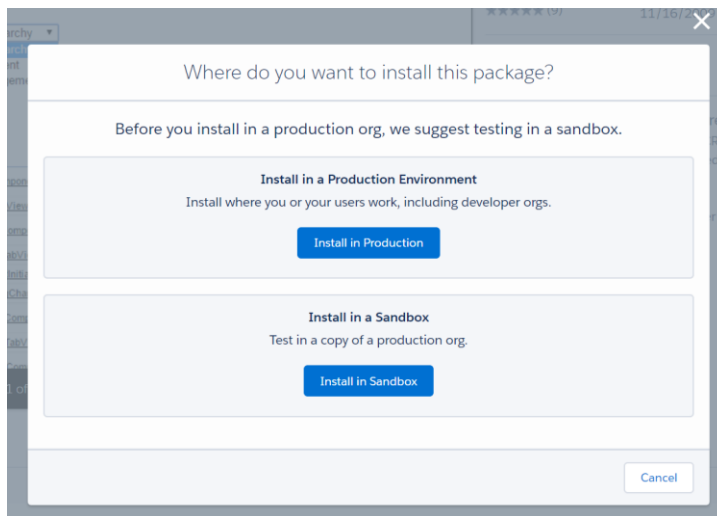 (9)
Where do you want to install this package?
Before you install in a production org, we suggest testing in a sandbox.
Install in a Production Environment
Install where you or your users work, including developer orgs.
Install in Production
Install in a Sandbox
Test in a copy of a production org.
Install in Sandbox
Cancel